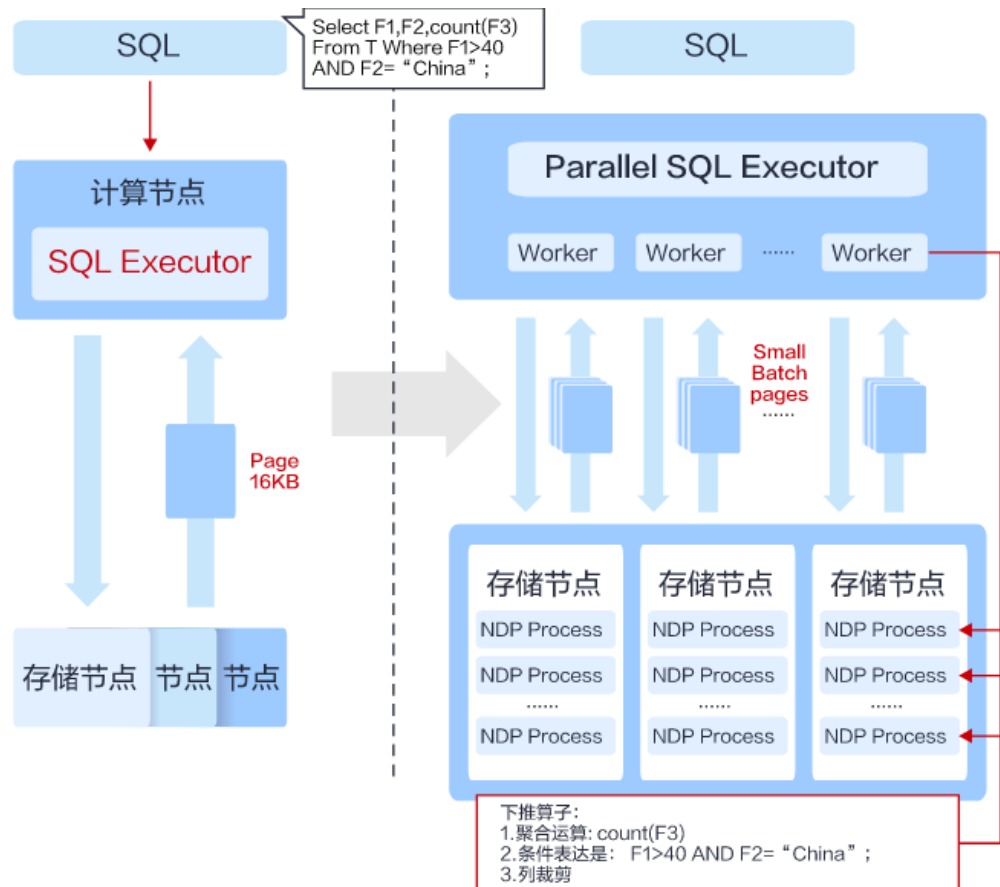 SQL
Select F1,F2,count(F3)
From T Where F1>40
AND F2= “China”;
计算节点
SQL Executor
Page
16KB
存储节点
节点
节点
SQL
Parallel SQL Executor
Worker
Worker
······
Worker
Small
Batch
pages
······
存储节点
NDP Process
NDP Process
······
NDP Process
存储节点
NDP Process
NDP Process
······
NDP Process
存储节点
NDP Process
NDP Process
······
NDP Process
下推算子：
1.聚合运算: count(F3)
2.条件表达是： F1>40 AND F2= “China”;
3.列裁剪